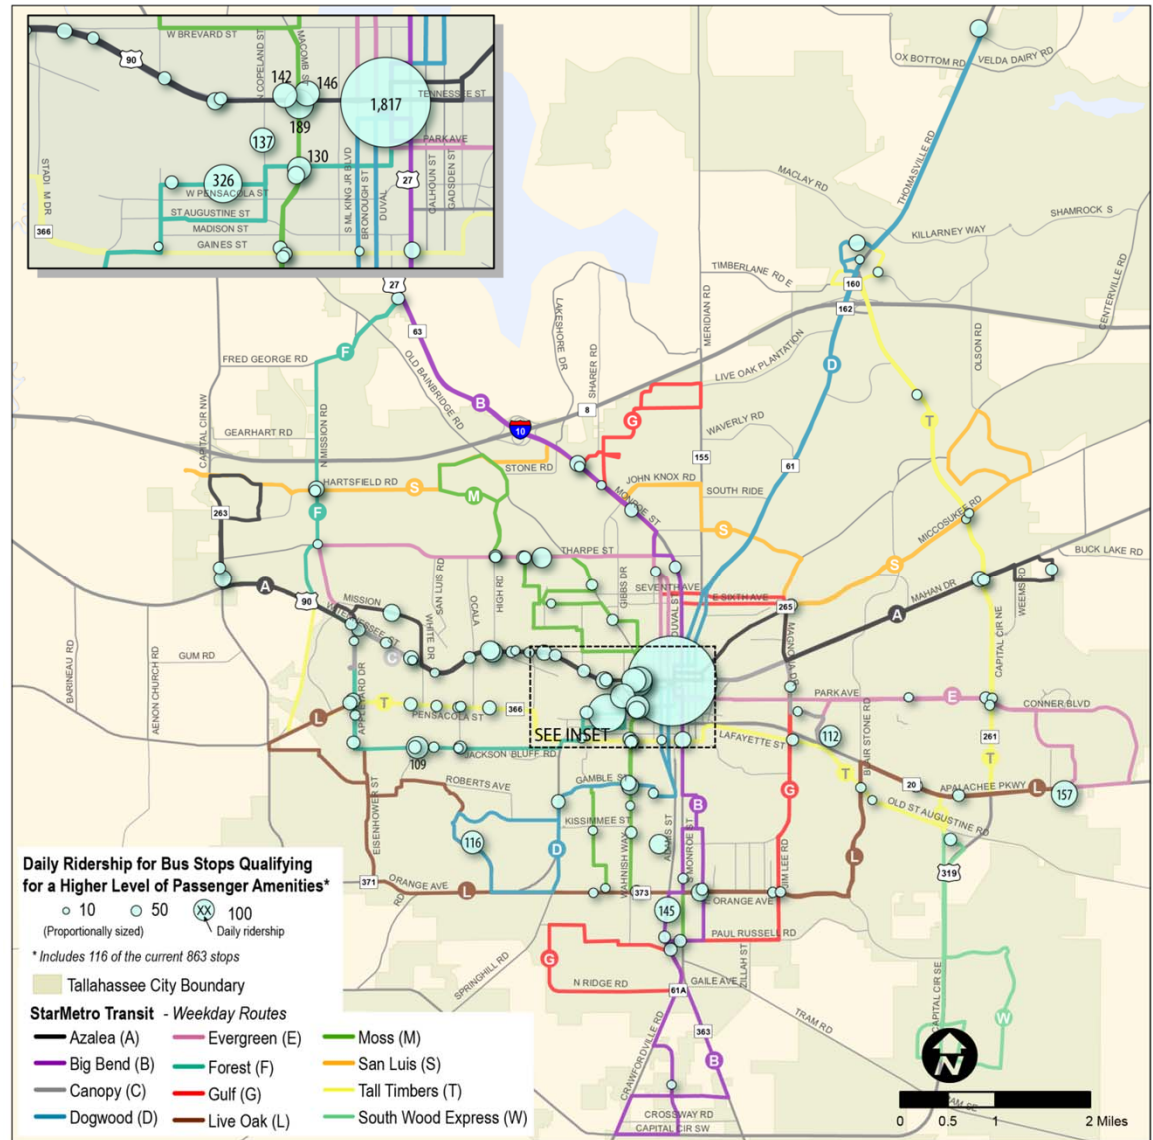 W BREVARD ST
90
N COPELAND ST
MACOMB ST
142
146
1,817
TENNESSEE ST
189
137
PARK AVE
130
326
W PENSACOLA ST
ST AUGUSTINE ST
MADISON ST
GAINES ST
STADI M DR
366
S ML KING JR BLVD
BRONOUGH ST
DUVAL
27
CALHOUN ST
GADSDEN ST
OX BOTTOM RD
VELDA DAIRY RD
THOMASVILLE RD
MACLAY RD
SHAMROCK S
KILLARNEY WAY
TIMBERLANE RD E
160
162
CENTERVILLE RD
27
63
F
FRED GEORGE RD
OLD BAINBRIDGE RD
LAKESHORE DR
SHARER RD
MERIDIAN RD
LIVE OAK PLANTATION
D
OLSON RD
B
8
G
10
WAVERLY RD
T
CAPITAL CIR NW
GEARHART RD
N MISSION RD
STONE RD
155
61
JOHN KNOX RD
SOUTH RIDE
HARTSFIELD RD
S
M
MONROE ST
263
F
S
MICCOSUKEE RD
THARPE ST
S
BUCK LAKE RD
SEVENTH AVE
E SIXTH AVE
MAHAN DR
WEEMS RD
A
90
MISSION
SAN LUIS RD
WHITE DR
OCALA
HIGH RD
GIBBS DR
DUVAL ST
265
A
W TENNESSEE ST
C
GUM RD
BARINEAU RD
AENON CHURCH RD
MAGNOLIA DR
CAPITAL CIR NE
PARK AVE
E
CONNER BLVD
APPLEYARD DR
L
T
PENSACOLA ST
366
SEE INSET
LAFAYETTE ST
112
BLAIR STONE RD
261
109
JACKSON BLUFF RD
T
T
ROBERTS AVE
GAMBLE ST
G
20
APALACHEE PKWY
L
157
EISENHOWER ST
B
OLD ST AUGUSTINE RD
KISSIMMEE ST
116
D
WAHNISH WAY
ADAMS ST
S MONROE ST
JIM LEE RD
L
319
371
ORANGE AVE
L
373
E ORANGE AVE
145
PAUL RUSSELL RD
RD
SPRINGHILL RD
G
N RIDGE RD
GAILE AVE
ZILLAH ST
61A
TRAM RD
CAPITAL CIR SE
W
363
CRAWFORDVILLE RD
B
CROSSWAY RD
CAPITAL CIR SW
Daily Ridership for Bus Stops Qualifying
for a Higher Level of Passenger Amenities*
10 50 XX 100
(Proportionally sized) Daily ridership
* Includes 116 of the current 863 stops
Tallahassee City Boundary
StarMetro Transit - Weekday Routes
Azalea (A) Evergreen (E) Moss (M)
Big Bend (B) Forest (F) San Luis (S)
Canopy (C) Gulf (G) Tall Timbers (T)
Dogwood (D) Live Oak (L) South Wood Express (W)
N
0 0.5 1 2 Miles